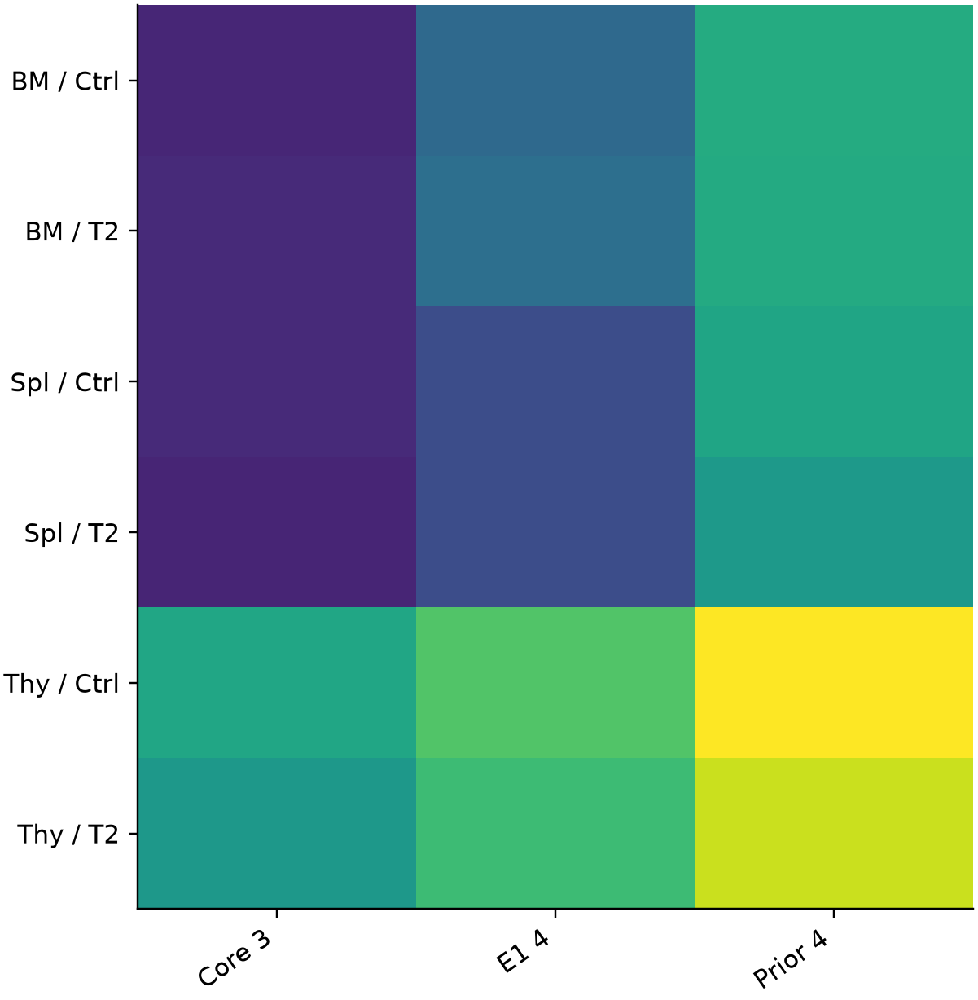 BM / Ctrl
BM / T2
Spl / Ctrl
Spl / T2
Thy / Ctrl
Thy / T2
Core 3
E1 4
Prior 4